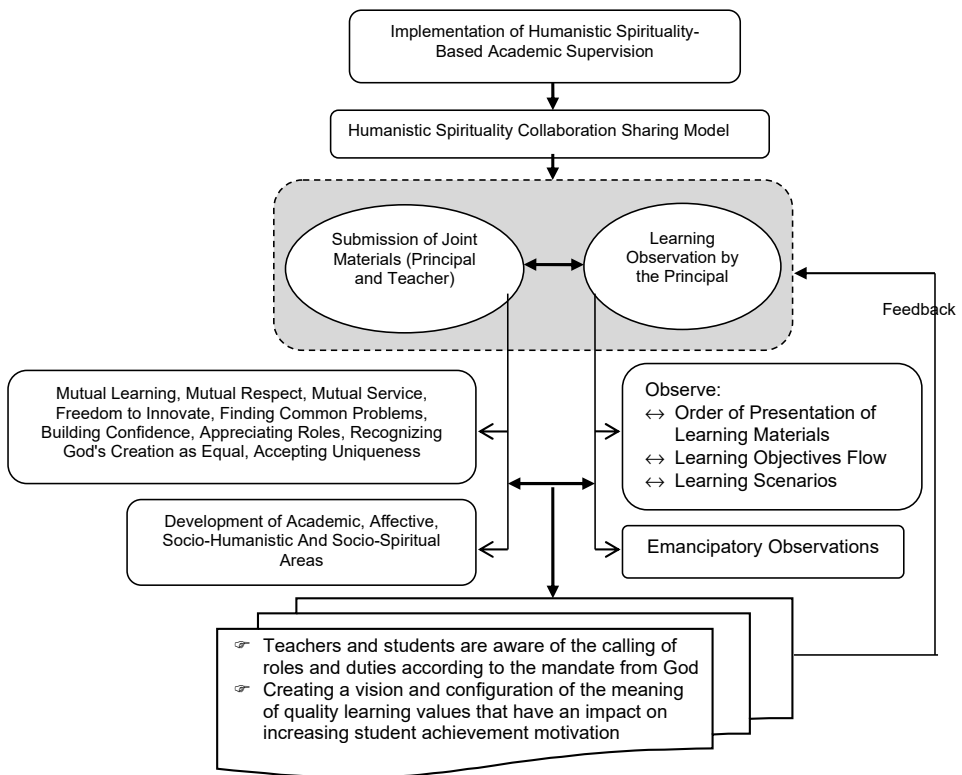 Implementation of Humanistic Spirituality-
Based Academic Supervision
Humanistic Spirituality Collaboration Sharing Model
Submission of Joint
Materials (Principal
and Teacher)
Learning
Observation by
the Principal
Feedback
Mutual Learning, Mutual Respect, Mutual Service,
Freedom to Innovate, Finding Common Problems,
Building Confidence, Appreciating Roles, Recognizing
God's Creation as Equal, Accepting Uniqueness
Observe:
↔ Order of Presentation of
Learning Materials
↔ Learning Objectives Flow
↔ Learning Scenarios
Development of Academic, Affective,
Socio-Humanistic And Socio-Spiritual
Areas
Emancipatory Observations
☞ Teachers and students are aware of the calling of
roles and duties according to the mandate from God
☞ Creating a vision and configuration of the meaning
of quality learning values that have an impact on
increasing student achievement motivation